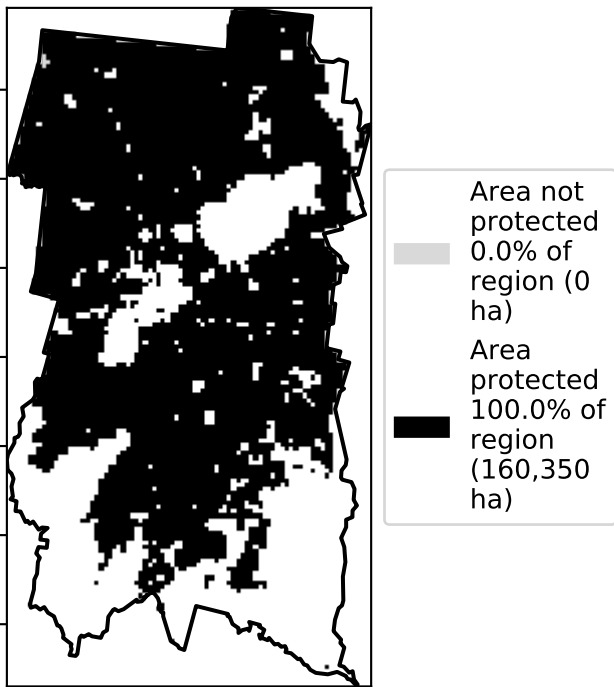 Area not
protected
0.0% of
region (0
ha)
Area
protected
100.0% of
region
(160,350
ha)